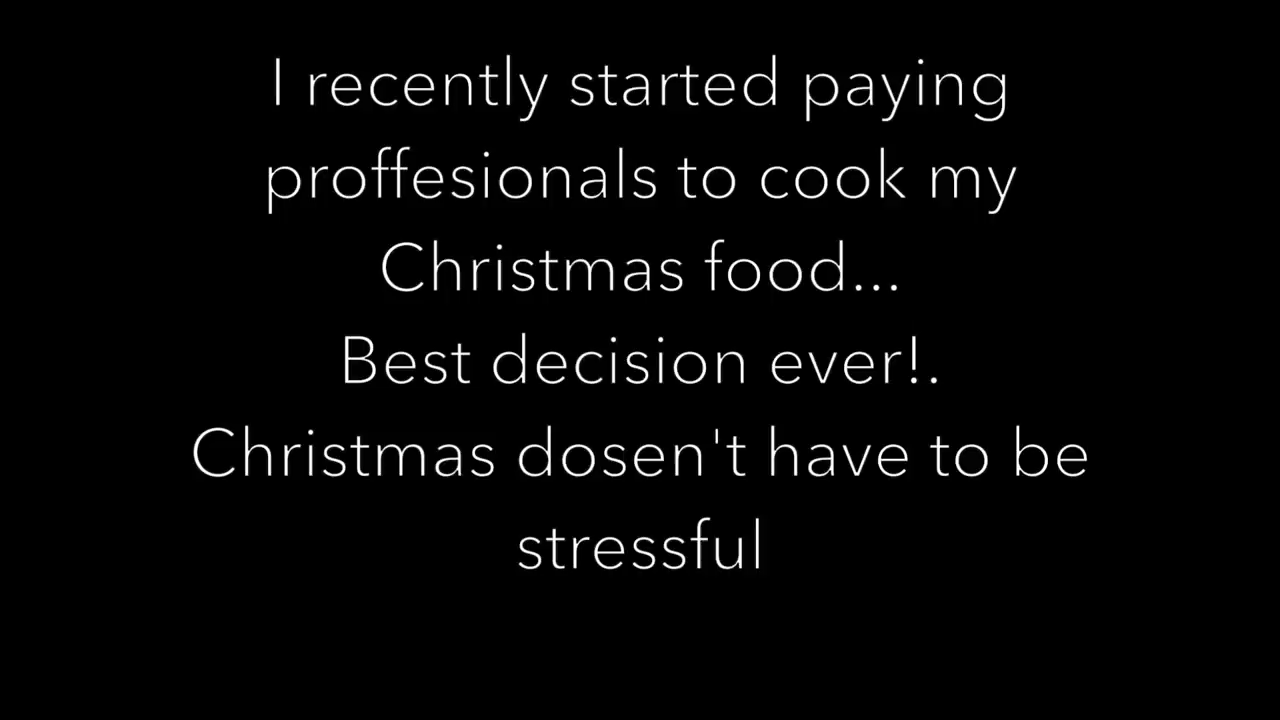 I recently started paying
proffesionals to cook my
Christmas food...
Best decision ever!.
Christmas dosen't have to be
stressful